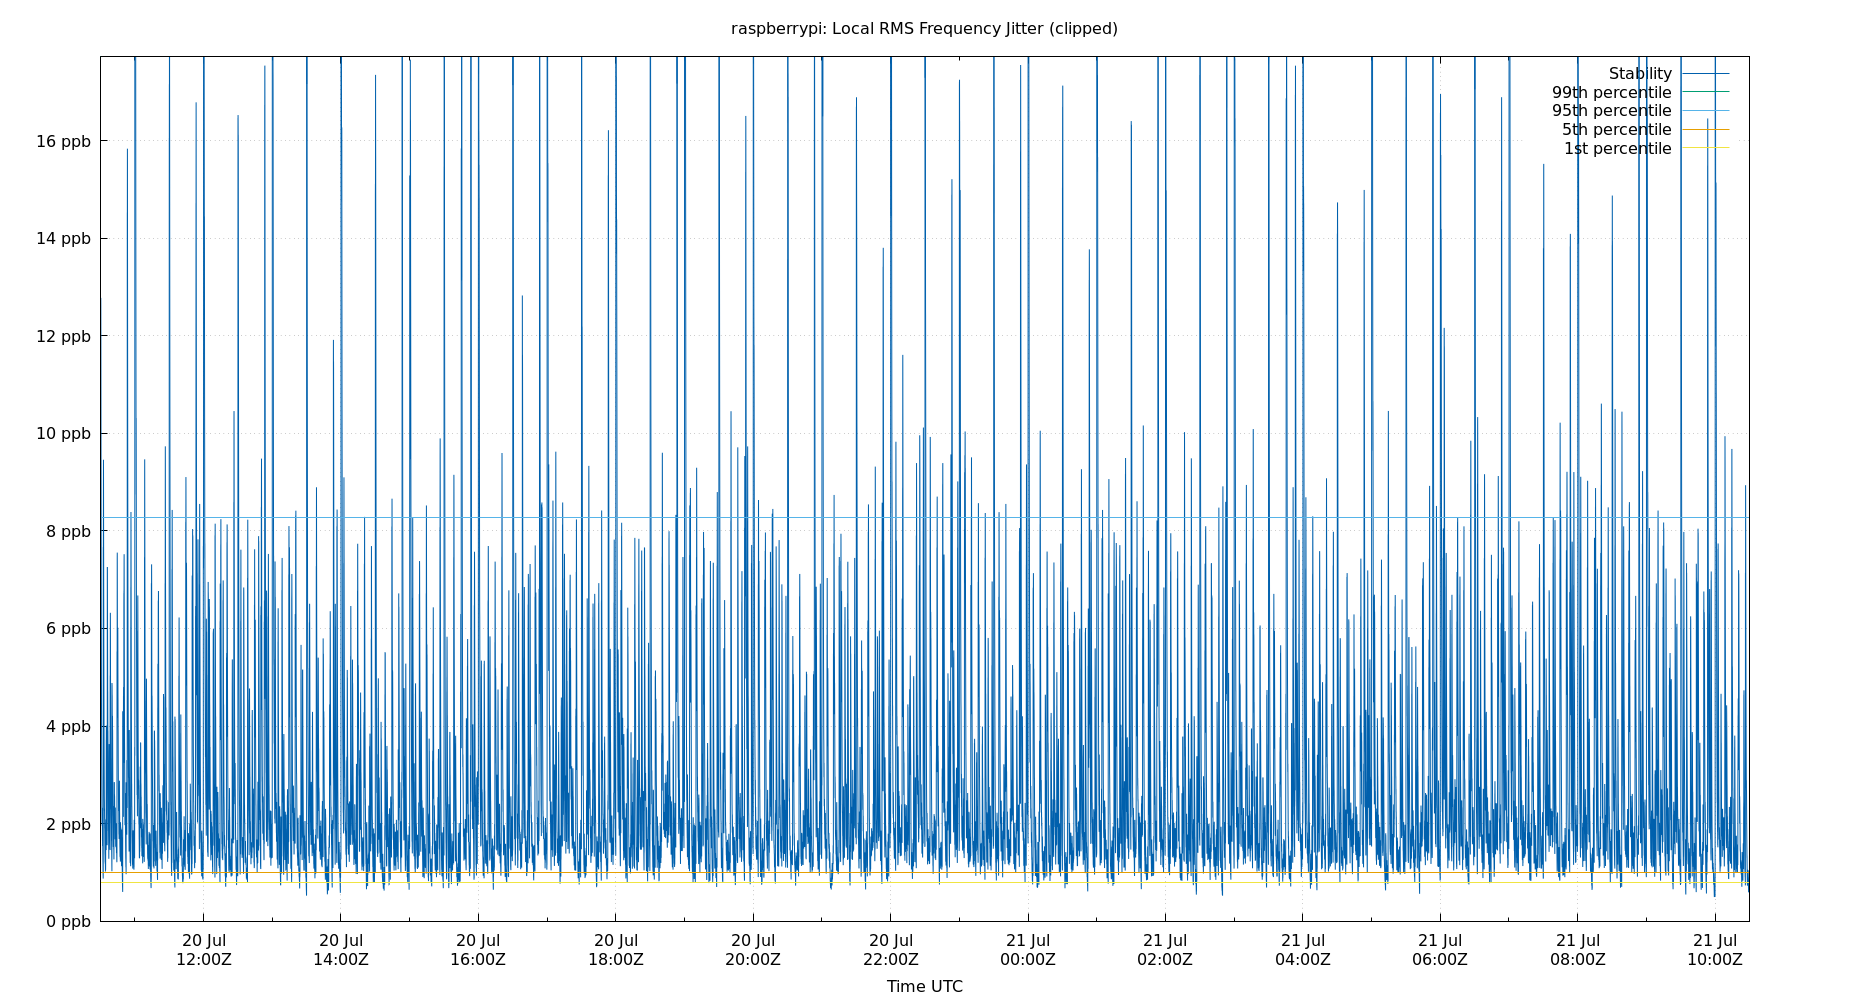 raspberrypi: Local RMS Frequency Jitter (clipped)
Stability
99th percentile
95th percentile
5th percentile
1st percentile
16 ppb
14 ppb
12 ppb
10 ppb
8 ppb
6 ppb
4 ppb
2 ppb
0 ppb
20 Jul 20 Jul 20 Jul 20 Jul 20 Jul 20 Jul 21 Jul 21 Jul 21 Jul 21 Jul 21 Jul 21 Jul
12:00Z 14:00Z 16:00Z 18:00Z 20:00Z 22:00Z 00:00Z 02:00Z 04:00Z 06:00Z 08:00Z 10:00Z
Time UTC